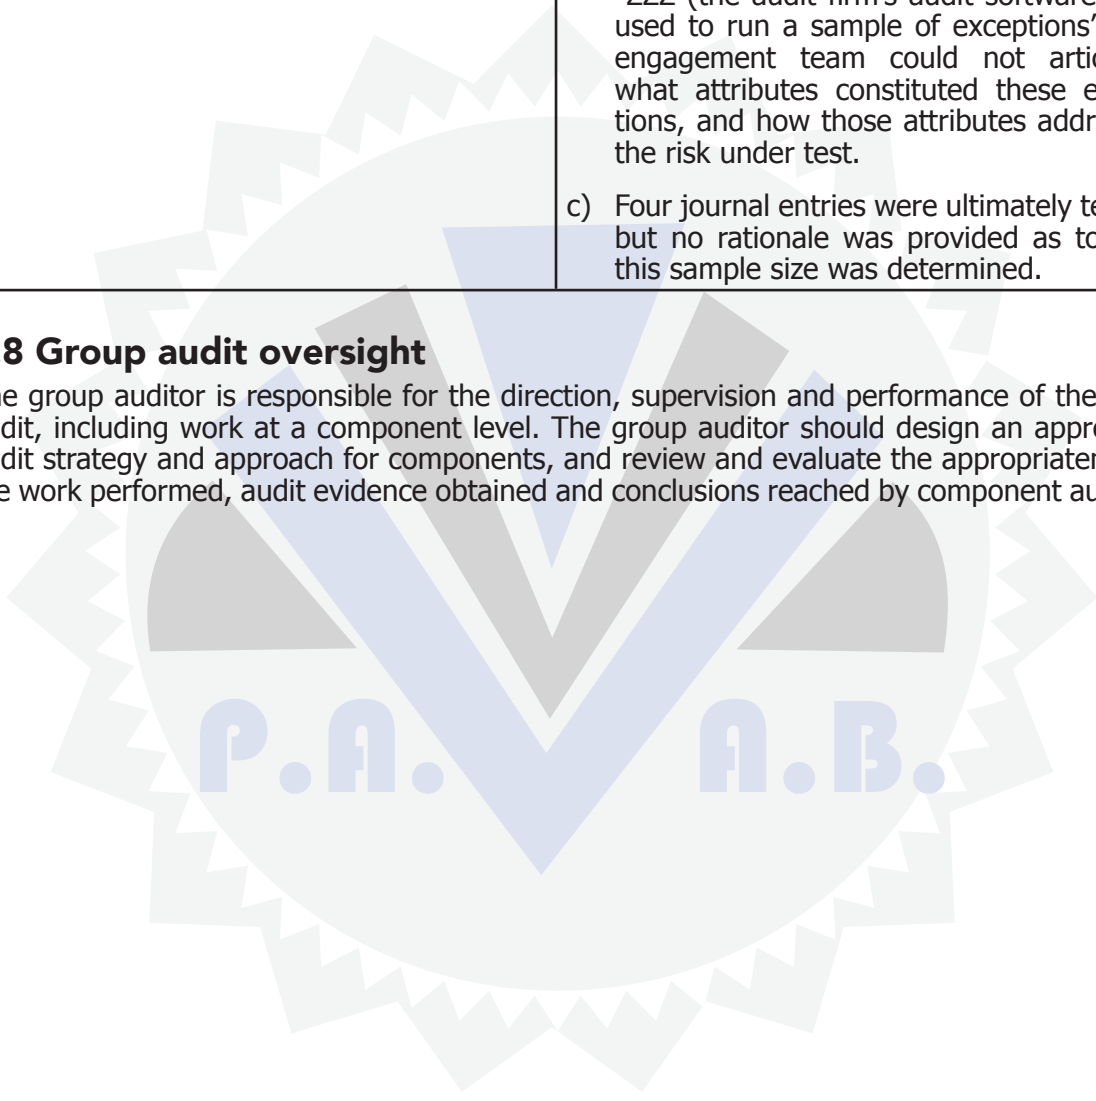 used to run a sample of exceptions”
engagement team could not
what attributes constituted these
tions, and how those attributes
the risk under test.
c) Four journal entries were ultimately
but no rationale was provided as to
this sample size was determined.
8 Group audit oversight
group auditor is responsible for the direction, supervision and performance of the
including work at a component level. The group auditor should design an
strategy and approach for components, and review and evaluate the
work performed, audit evidence obtained and conclusions reached by component
P.A. A.B.